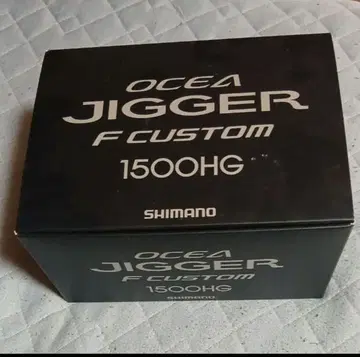 OCEA
JIGGER
F CUSTOM
1500HG
SHIMANO
OCEA
JIGGER
F CUSTOM
1500HG
SHIMANO